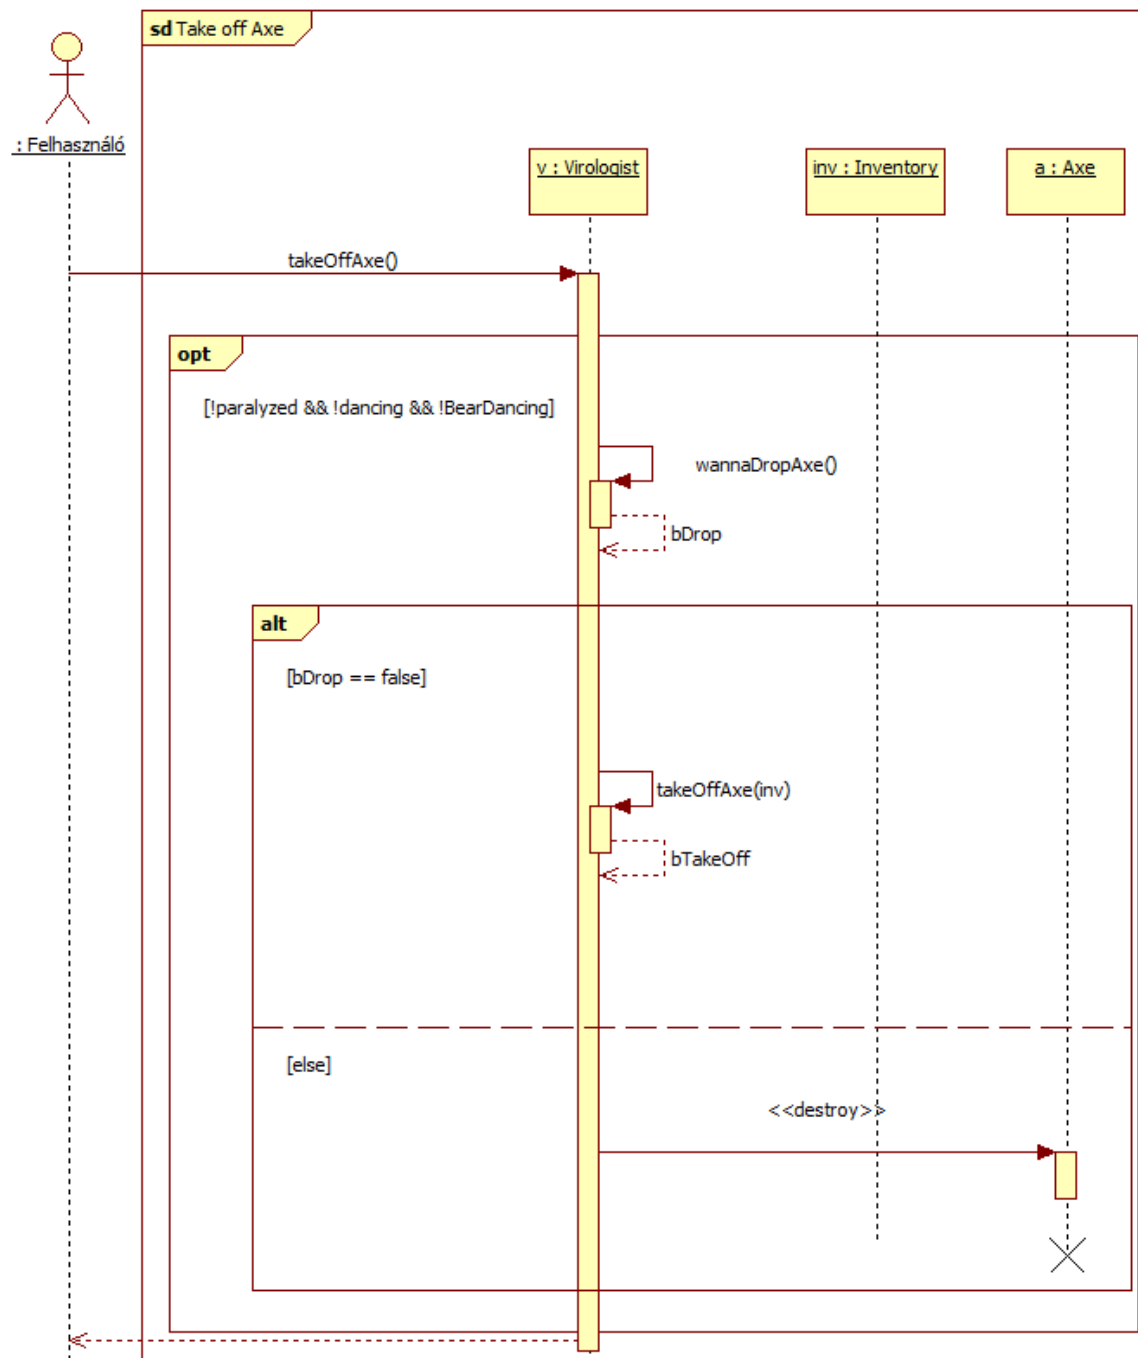 sd Take off Axe
: Felhasználó
v : Virologist
inv : Inventory
a : Axe
takeOffAxe()
opt
[!paralyzed && !dancing && !BearDancing]
wannaDropAxe()
bDrop
alt
[bDrop == false]
takeOffAxe(inv)
bTakeOff
[else]
<<destroy>>